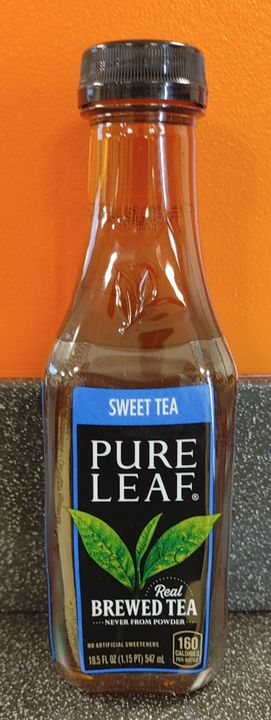 SWEET TEA
PURE
LEAF®
Real
BREWED TEA
NEVER FROM POWDER
NO ARTIFICIAL SWEETENERS
160
CALORIES
PER BOTTLE
18.5 FL OZ (1.15 PT) 547 mL